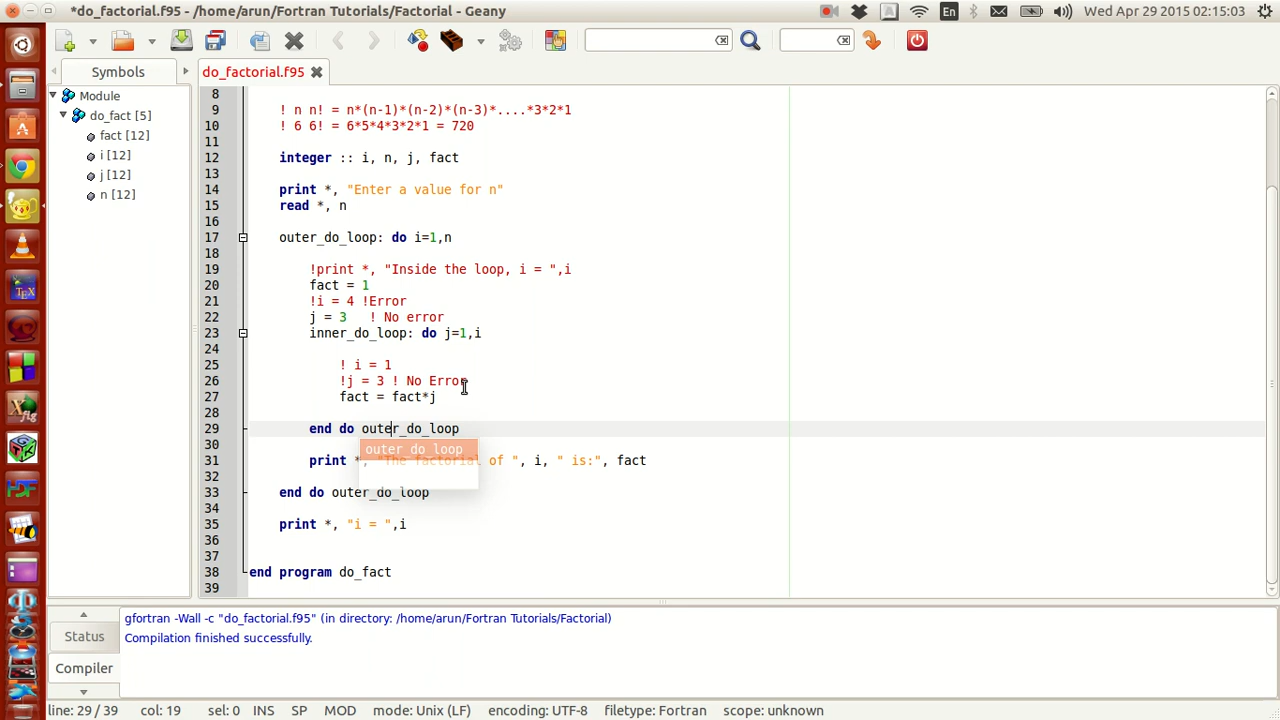 *do_factorial.f95 - /home/arun/Fortran Tutorials/Factorial - Geany
En
Wed Apr 29 2015 02:15:03
Symbols
do_factorial.f95
Module
do_fact [5]
fact [12]
i [12]
j [12]
n [12]
8
9 ! n n! = n*(n-1)*(n-2)*(n-3)*....*3*2*1
10 ! 6 6! = 6*5*4*3*2*1 = 720
11
12 integer :: i, n, j, fact
13
14 print *, "Enter a value for n"
15 read *, n
16
17 outer_do_loop: do i=1,n
18
19 !print *, "Inside the loop, i = ",i
20 fact = 1
21 !i = 4 !Error
22 j = 3 ! No error
23 inner_do_loop: do j=1,i
24
25 ! i = 1
26 !j = 3 ! No Error
27 fact = fact*j
28
29 end do outer_do_loop
outer_do_loop
30
31 print *, "The factorial of ", i, " is:", fact
32
33 end do outer_do_loop
34
35 print *, "i = ",i
36
37
38 end program do_fact
39
Status
Compiler
gfortran -Wall -c "do_factorial.f95" (in directory: /home/arun/Fortran Tutorials/Factorial)
Compilation finished successfully.
line: 29 / 39 col: 19 sel: 0 INS SP MOD mode: Unix (LF) encoding: UTF-8 filetype: Fortran scope: unknown